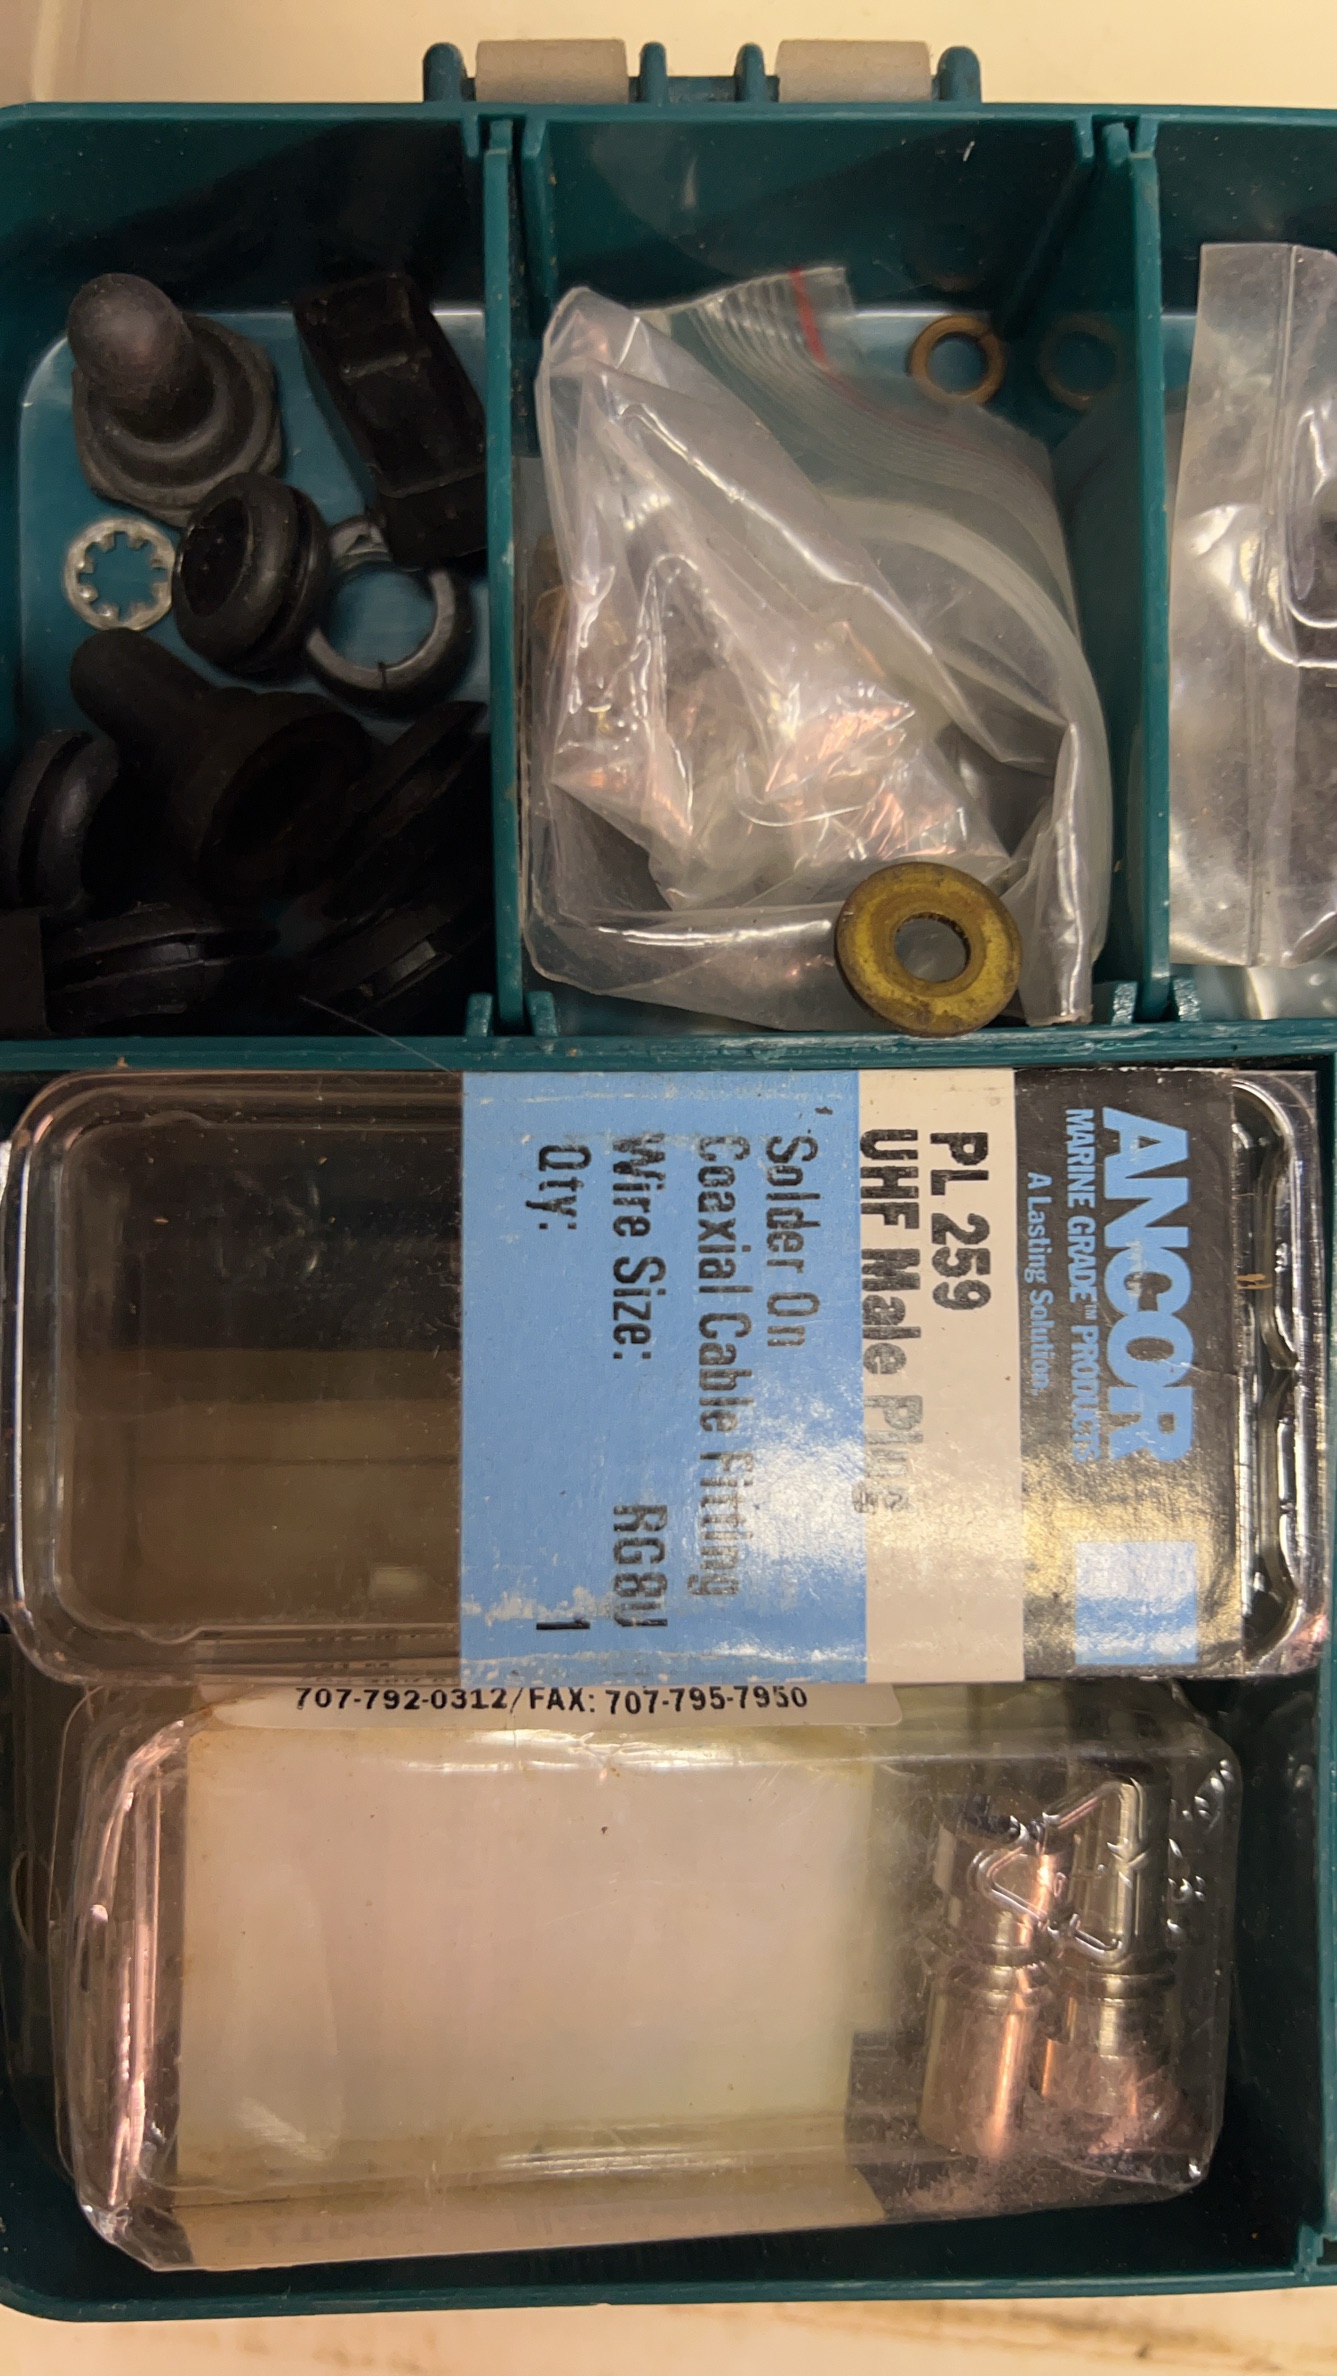 ANCOR
MARINE GRADE™ PRODUCTS
A Lasting Solution.
PL 259
UHF Male Plug
Solder On
Coaxial Cable Fitting
Wire Size: RG8U
Qty: 1
707-792-0312/FAX: 707-795-7950